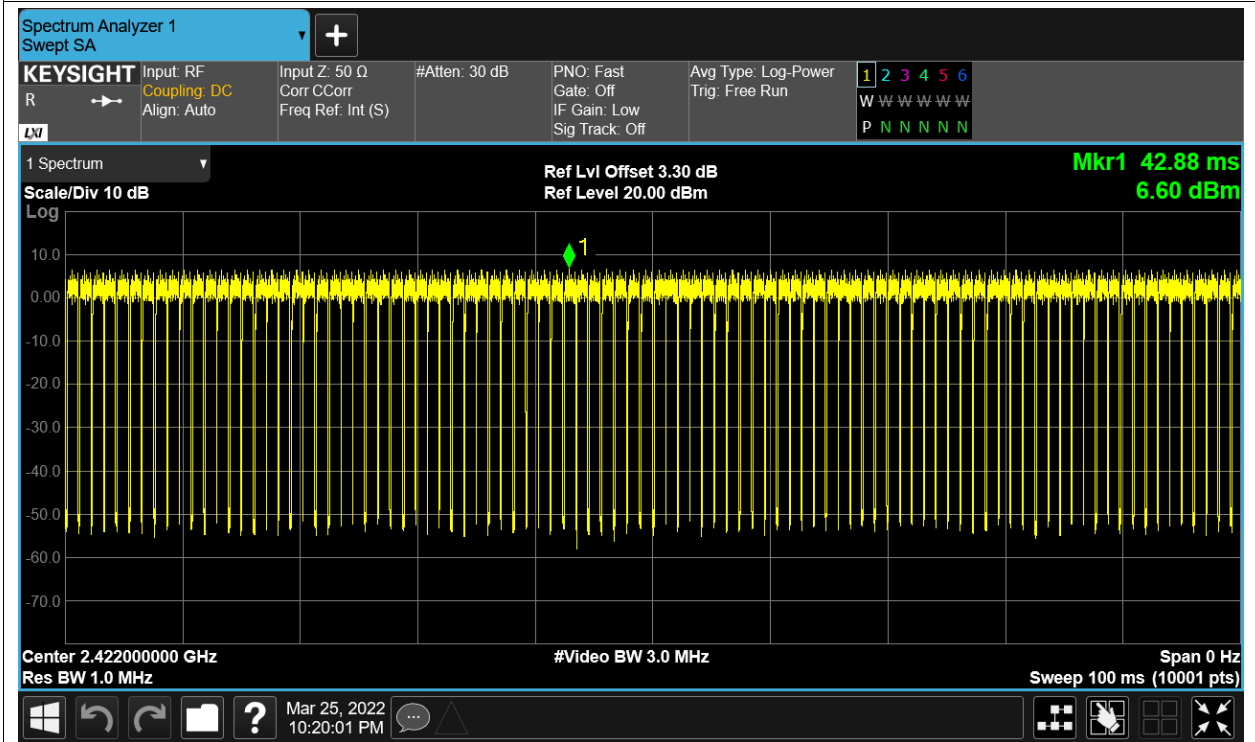 Spectrum Analyzer 1
Swept SA
▼
+
KEYSIGHT
R
LXI
Input: RF
Coupling: DC
Align: Auto
Input Z: 50 Ω
Corr CCorr
Freq Ref: Int (S)
#Atten: 30 dB
PNO: Fast
Gate: Off
IF Gain: Low
Sig Track: Off
Avg Type: Log-Power
Trig: Free Run
1 2 3 4 5 6
W W W W W W
P N N N N N
1 Spectrum ▼
Scale/Div 10 dB
Log
Ref Lvl Offset 3.30 dB
Ref Level 20.00 dBm
Mkr1 42.88 ms
6.60 dBm
1
10.0
0.00
-10.0
-20.0
-30.0
-40.0
-50.0
-60.0
-70.0
Center 2.422000000 GHz
Res BW 1.0 MHz
#Video BW 3.0 MHz
Span 0 Hz
Sweep 100 ms (10001 pts)
?
Mar 25, 2022
10:20:01 PM